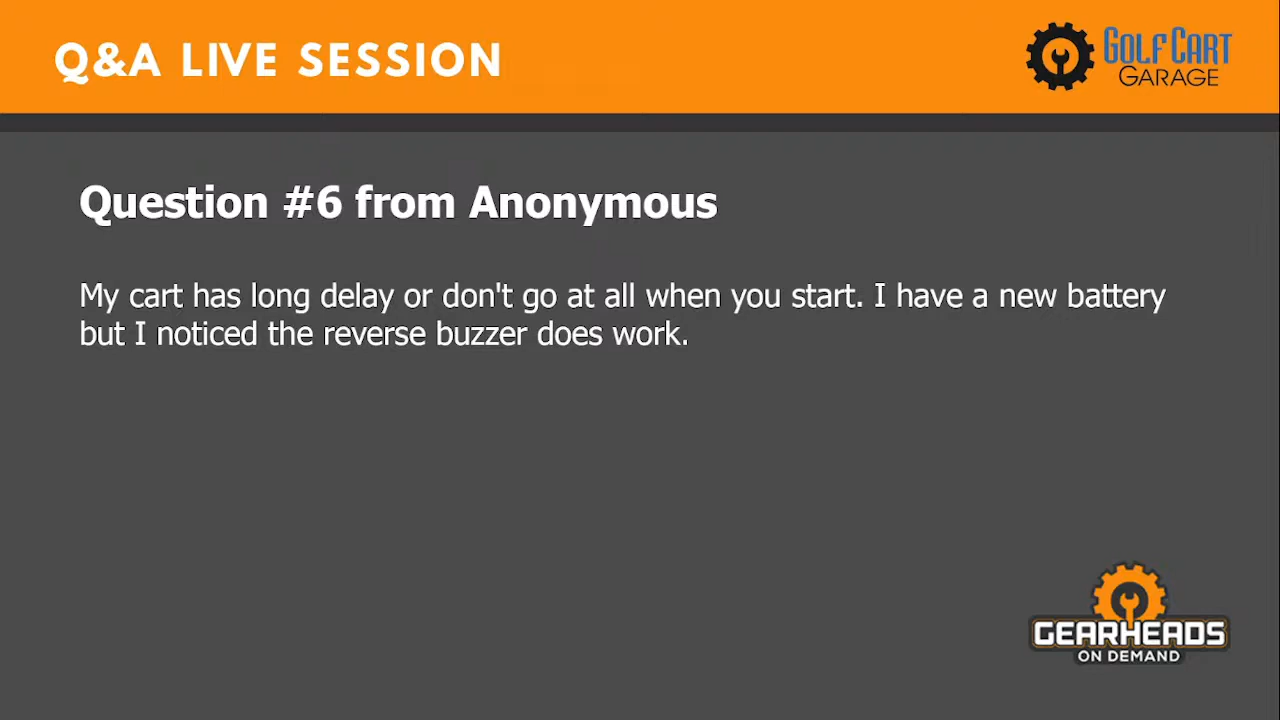 Q&A LIVE SESSION
GOLF CART
GARAGE
Question #6 from Anonymous
My cart has long delay or don't go at all when you start. I have a new battery
but I noticed the reverse buzzer does work.
GEARHEADS
ON DEMAND